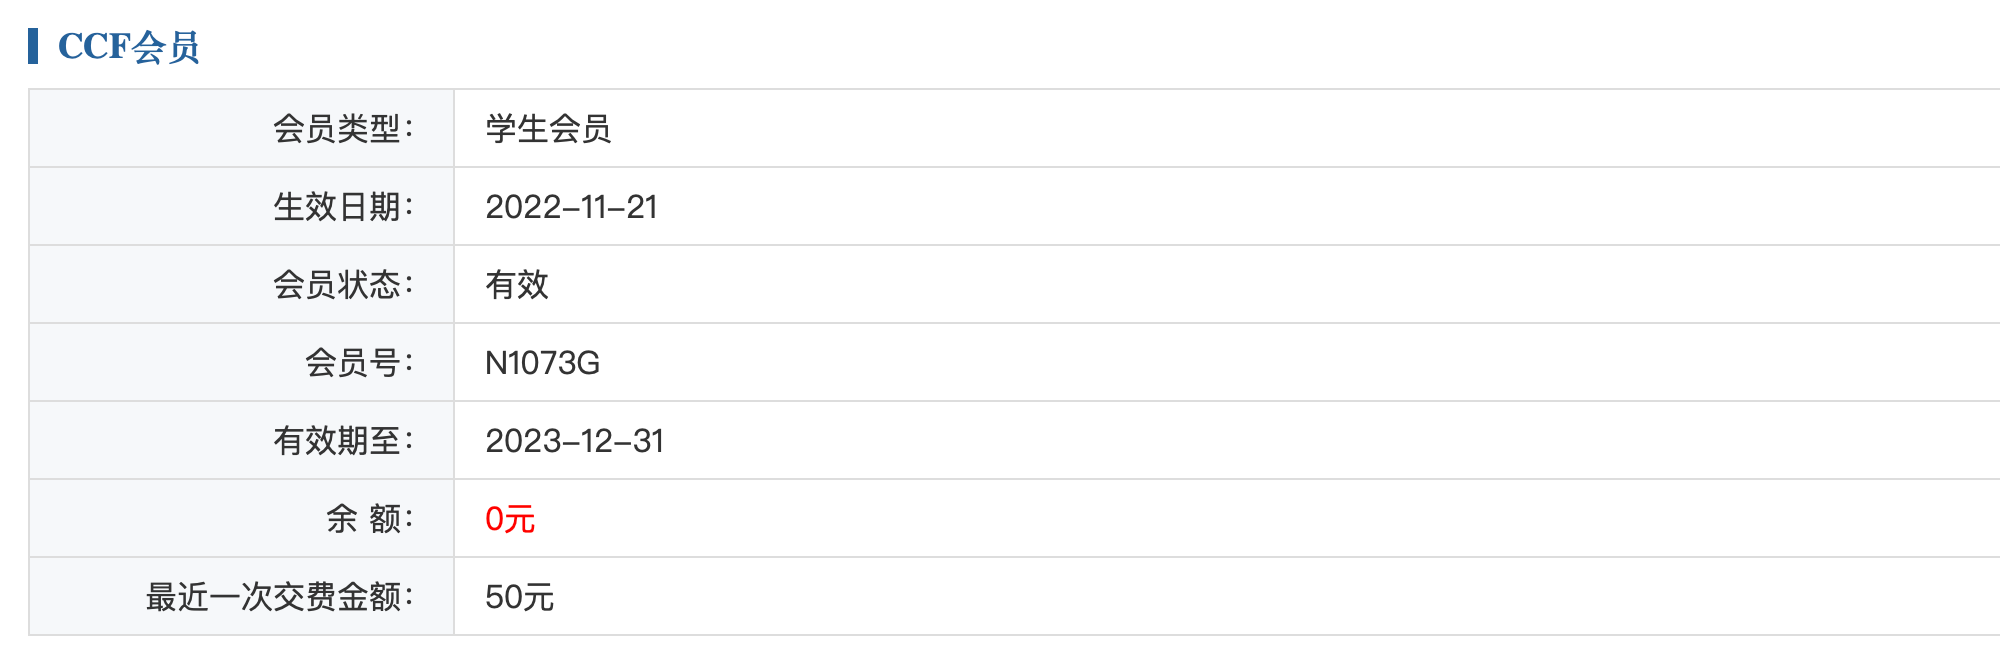 CCF会员
会员类型： 学生会员
生效日期： 2022-11-21
会员状态： 有效
会员号： N1073G
有效期至： 2023-12-31
余 额： 0元
最近一次交费金额： 50元